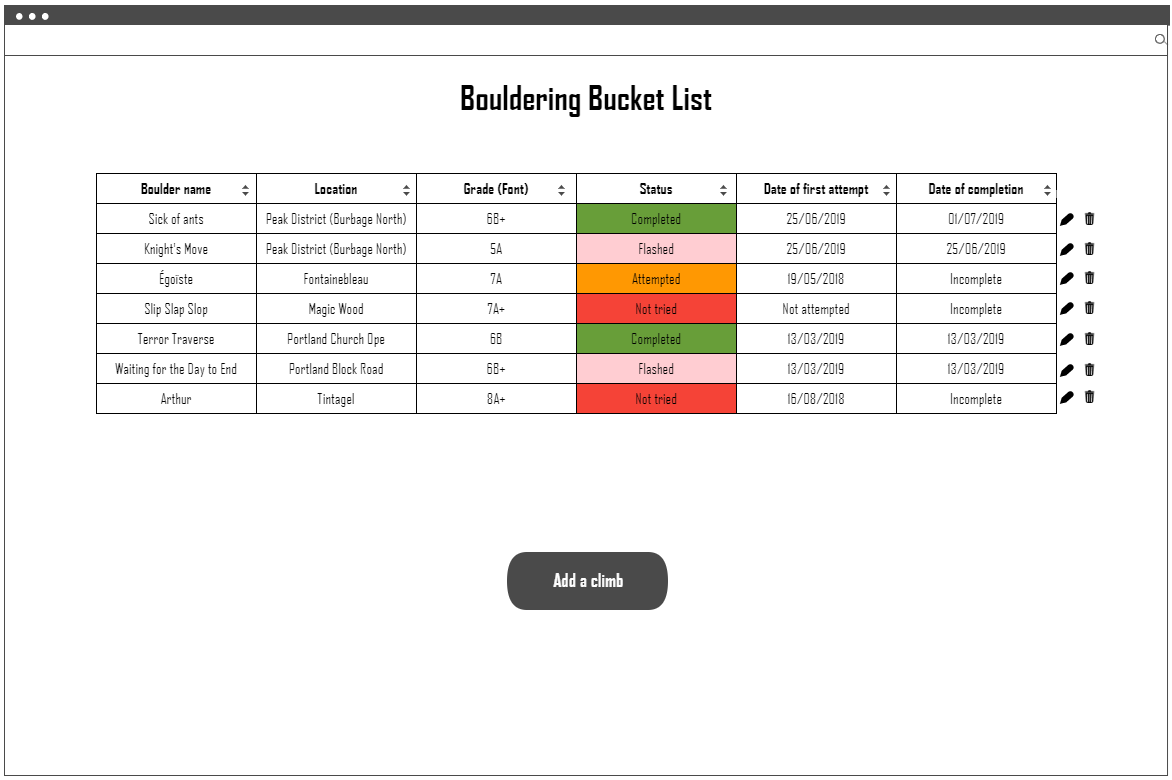 Bouldering Bucket List
Boulder name Location Grade (Font) Status Date of first attempt Date of completion
Sick of ants Peak District (Burbage North) 6B+ Completed 25/06/2019 01/07/2019
Knight's Move Peak District (Burbage North) 5A Flashed 25/06/2019 25/06/2019
Égoïste Fontainebleau 7A Attempted 19/05/2018 Incomplete
Slip Slap Slop Magic Wood 7A+ Not tried Not attempted Incomplete
Terror Traverse Portland Church Ope 6B Completed 13/03/2019 13/03/2019
Waiting for the Day to End Portland Block Road 6B+ Flashed 13/03/2019 13/03/2019
Arthur Tintagel 8A+ Not tried 16/08/2018 Incomplete
Add a climb